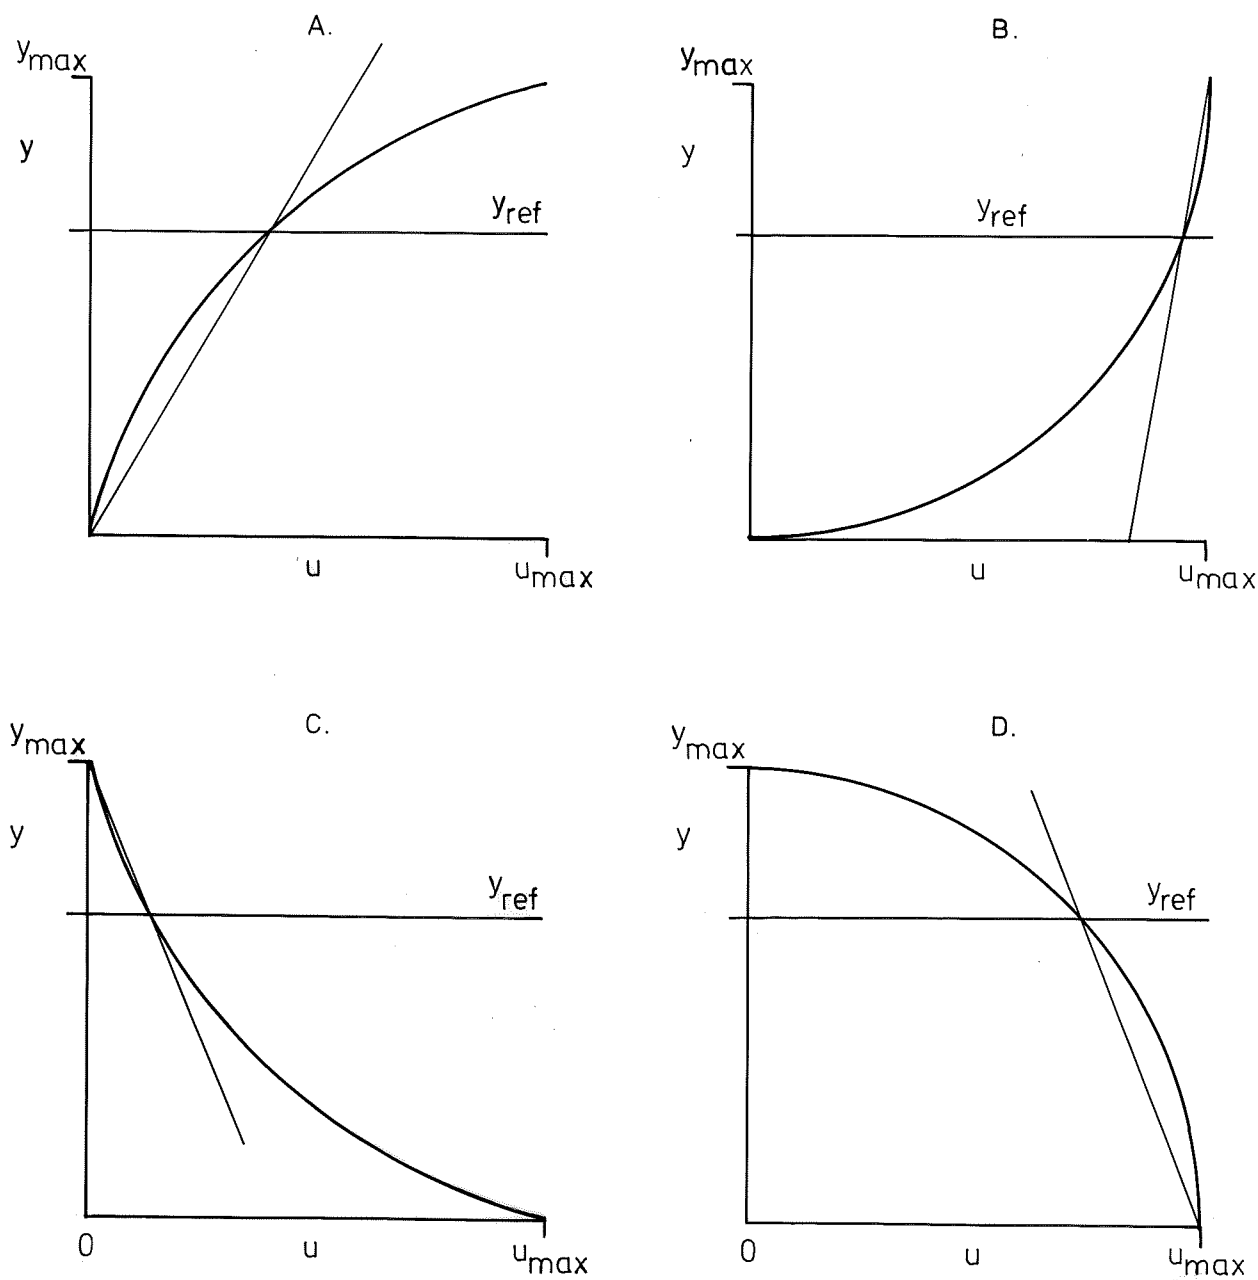 A.
y_max
y
y_ref
u
u_max
B.
y_max
y
y_ref
u
u_max
C.
y_max
y
y_ref
0
u
u_max
D.
y_max
y
y_ref
0
u
u_max